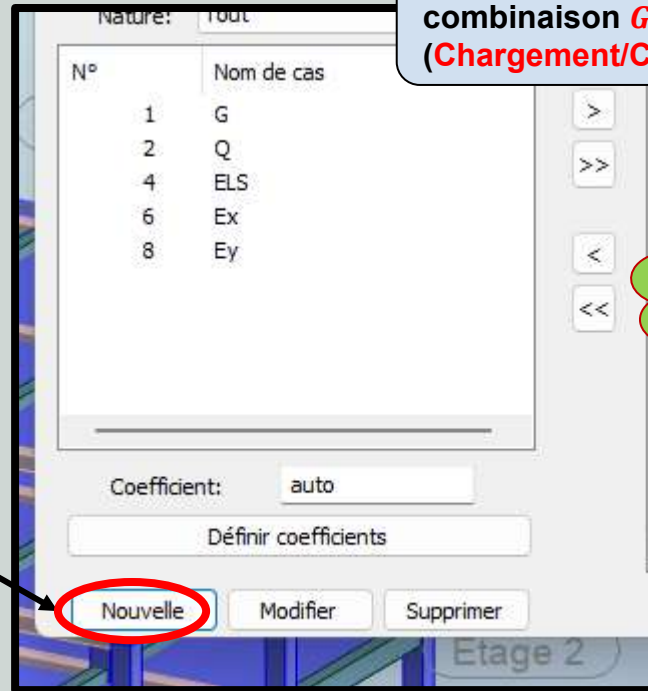 combinaison G
(Chargement/C
Nature: Tout
N° Nom de cas
1 G
2 Q
4 ELS
6 Ex
8 Ey
>
>>
<
<<
Coefficient: auto
Définir coefficients
Nouvelle Modifier Supprimer
Etage 2